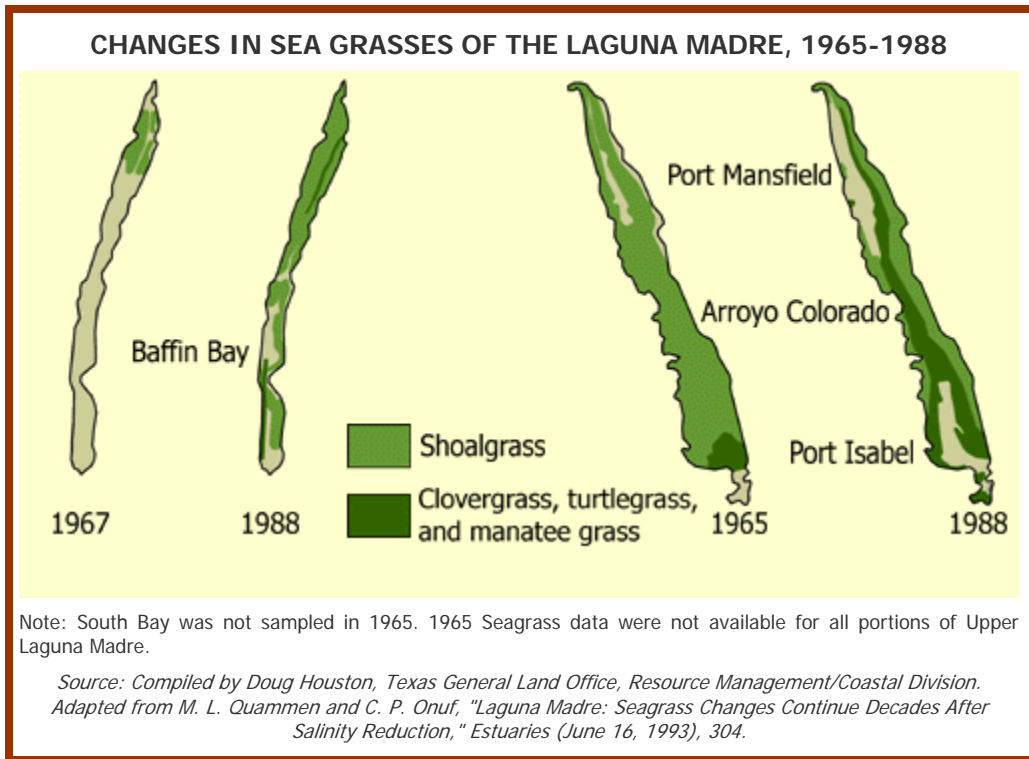 CHANGES IN SEA GRASSES OF THE LAGUNA MADRE, 1965-1988
Port Mansfield
Arroyo Colorado
Baffin Bay
Shoalgrass
Port Isabel
Clovergrass, turtlegrass,
and manatee grass
1967
1988
1965
1988
Note: South Bay was not sampled in 1965. 1965 Seagrass data were not available for all portions of Upper
Laguna Madre.
Source: Compiled by Doug Houston, Texas General Land Office, Resource Management/Coastal Division.
Adapted from M. L. Quammen and C. P. Onuf, "Laguna Madre: Seagrass Changes Continue Decades After
Salinity Reduction," Estuaries (June 16, 1993), 304.